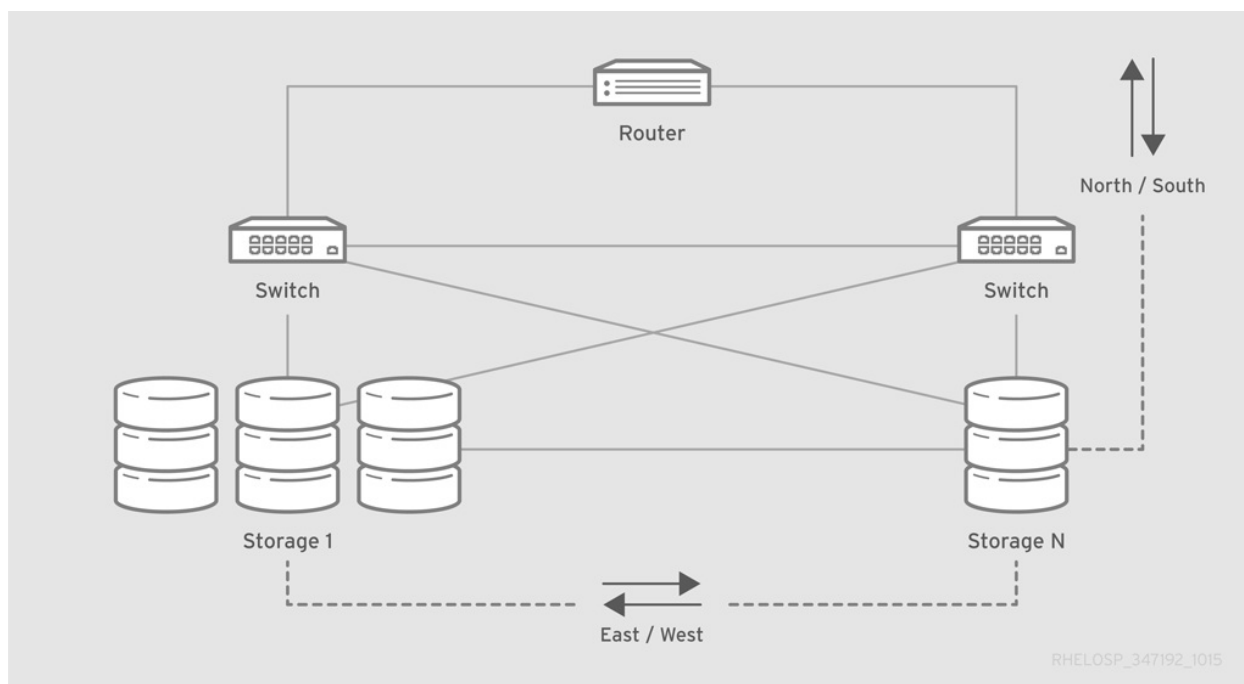 Router
North / South
Switch
Switch
Storage 1
Storage N
East / West
RHELOSP_347192_1015